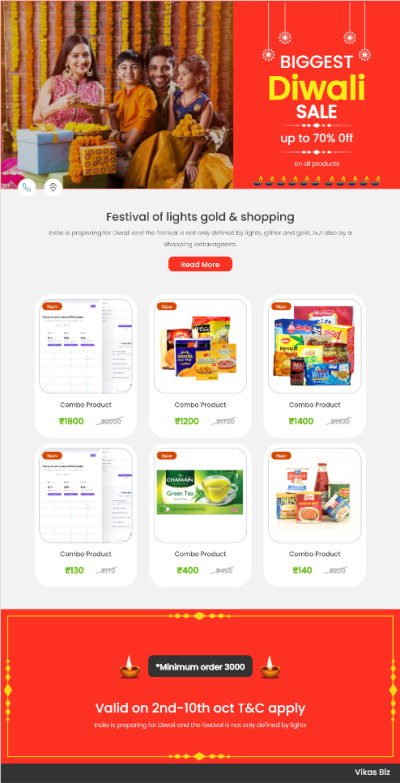 BIGGEST
Diwali
SALE
up to 70% Off
on all products
Festival of lights gold & shopping
India is preparing for Diwali and the festival is not only defined by lights, glitter and gold, but also by a
shopping extravaganza.
Read More
New
New
New
Combo Product
Combo Product
Combo Product
₹1800 ₹2000
₹1200 ₹1700
₹1400 ₹1500
New
New
New
CHAMAIN
Green Tea
Combo Product
Combo Product
Combo Product
₹130 ₹170
₹400 ₹450
₹140 ₹200
*Minimum order 3000
Valid on 2nd-10th oct T&C apply
India is preparing for Diwali and the festival is not only defined by lights
Vikas Biz